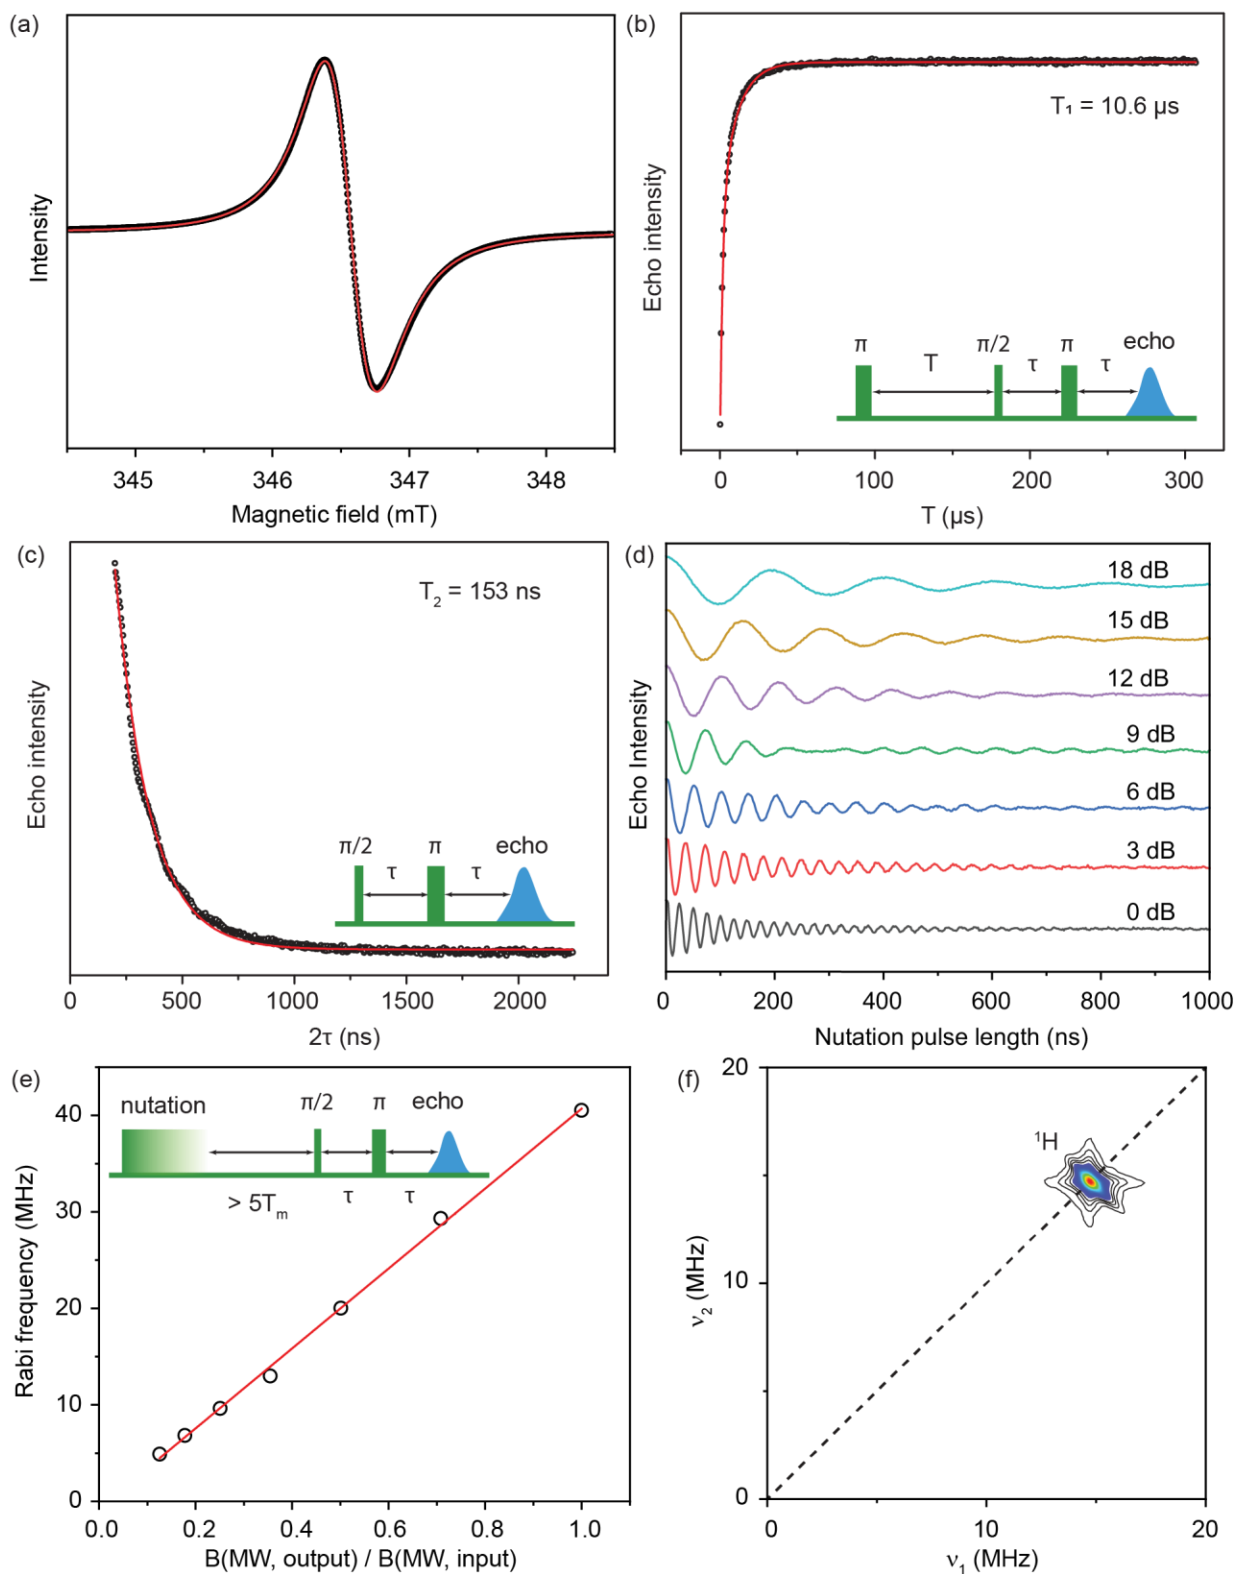 (a)
Intensity
345 346 347 348
Magnetic field (mT)
(b)
Echo intensity
T₁ = 10.6 µs
π T π/2 τ π τ echo
0 100 200 300
T (µs)
(c)
Echo intensity
T₂ = 153 ns
π/2 τ π τ echo
0 500 1000 1500 2000
2τ (ns)
(d)
Echo Intensity
18 dB
15 dB
12 dB
9 dB
6 dB
3 dB
0 dB
0 200 400 600 800 1000
Nutation pulse length (ns)
(e)
Rabi frequency (MHz)
40
30
20
10
0
nutation π/2 π echo
> 5Tₘ τ τ
0.0 0.2 0.4 0.6 0.8 1.0
B(MW, output) / B(MW, input)
(f)
ν₂ (MHz)
20
10
0
¹H
0 10 20
ν₁ (MHz)